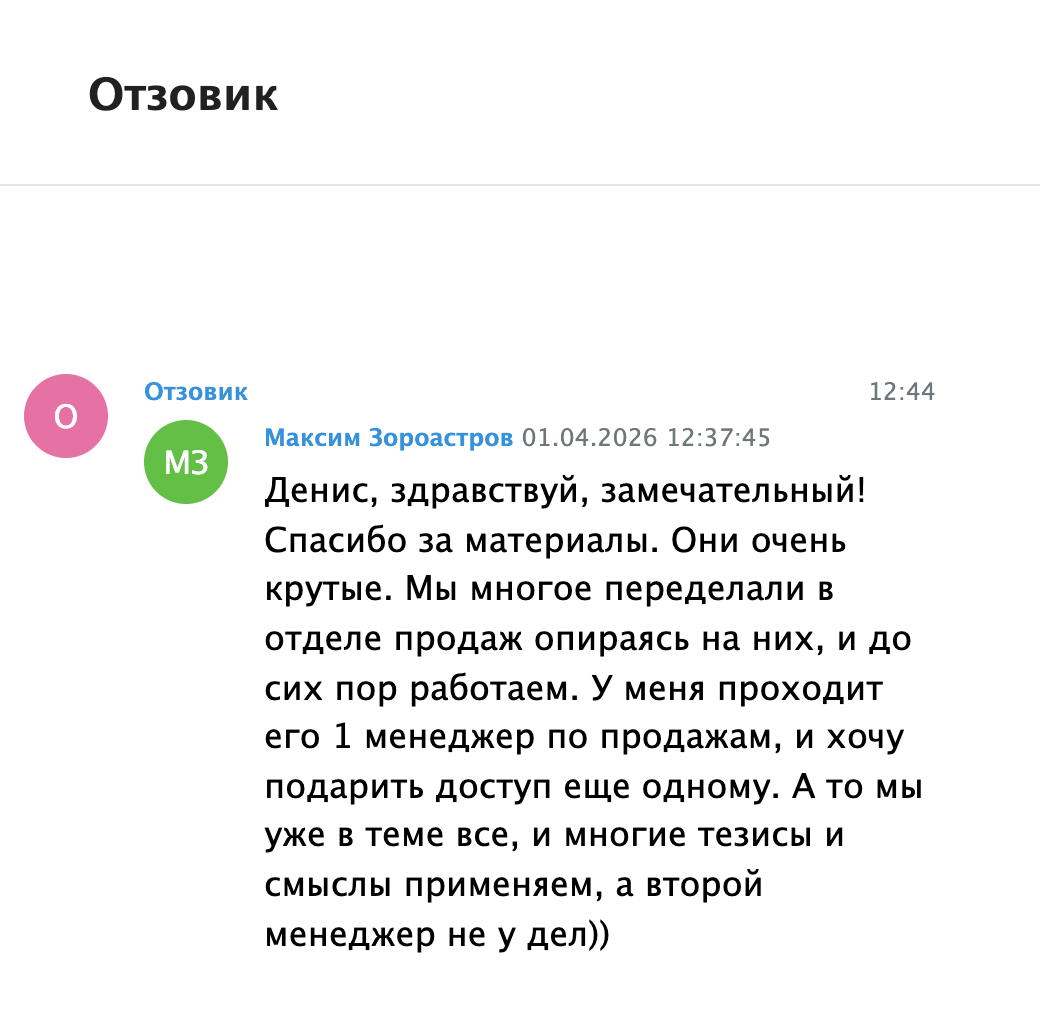 Отзовик
О
Отзовик 12:44
МЗ
Максим Зороастров 01.04.2026 12:37:45
Денис, здравствуй, замечательный!
Спасибо за материалы. Они очень
крутые. Мы многое переделали в
отделе продаж опираясь на них, и до
сих пор работаем. У меня проходит
его 1 менеджер по продажам, и хочу
подарить доступ еще одному. А то мы
уже в теме все, и многие тезисы и
смыслы применяем, а второй
менеджер не у дел))